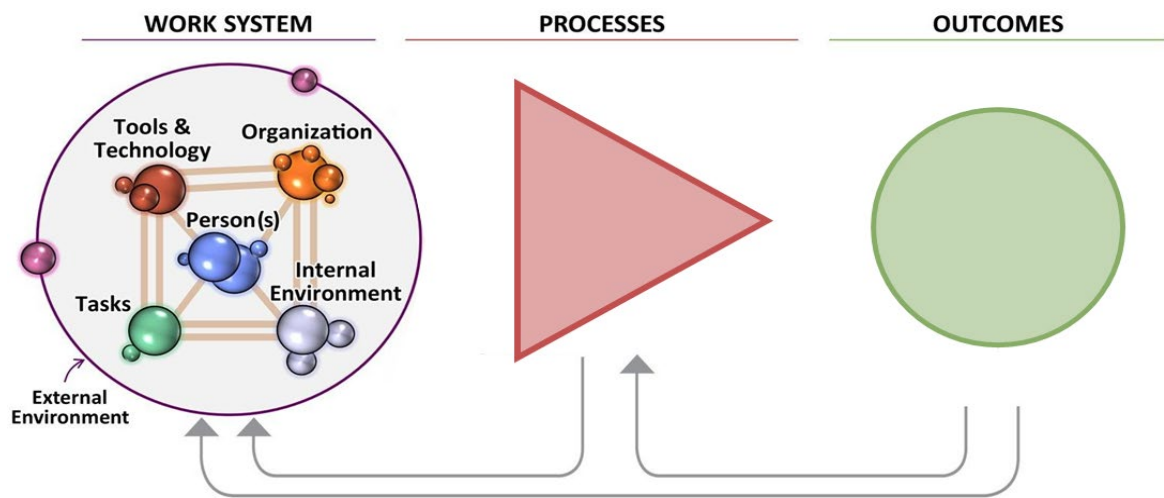 WORK SYSTEM
PROCESSES
OUTCOMES
Tools &
Technology
Organization
Person(s)
Internal
Environment
Tasks
External
Environment